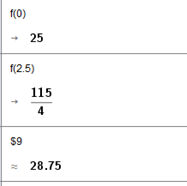 f(0)
→ 25
f(2.5)
→ 115/4
$9
≈ 28.75